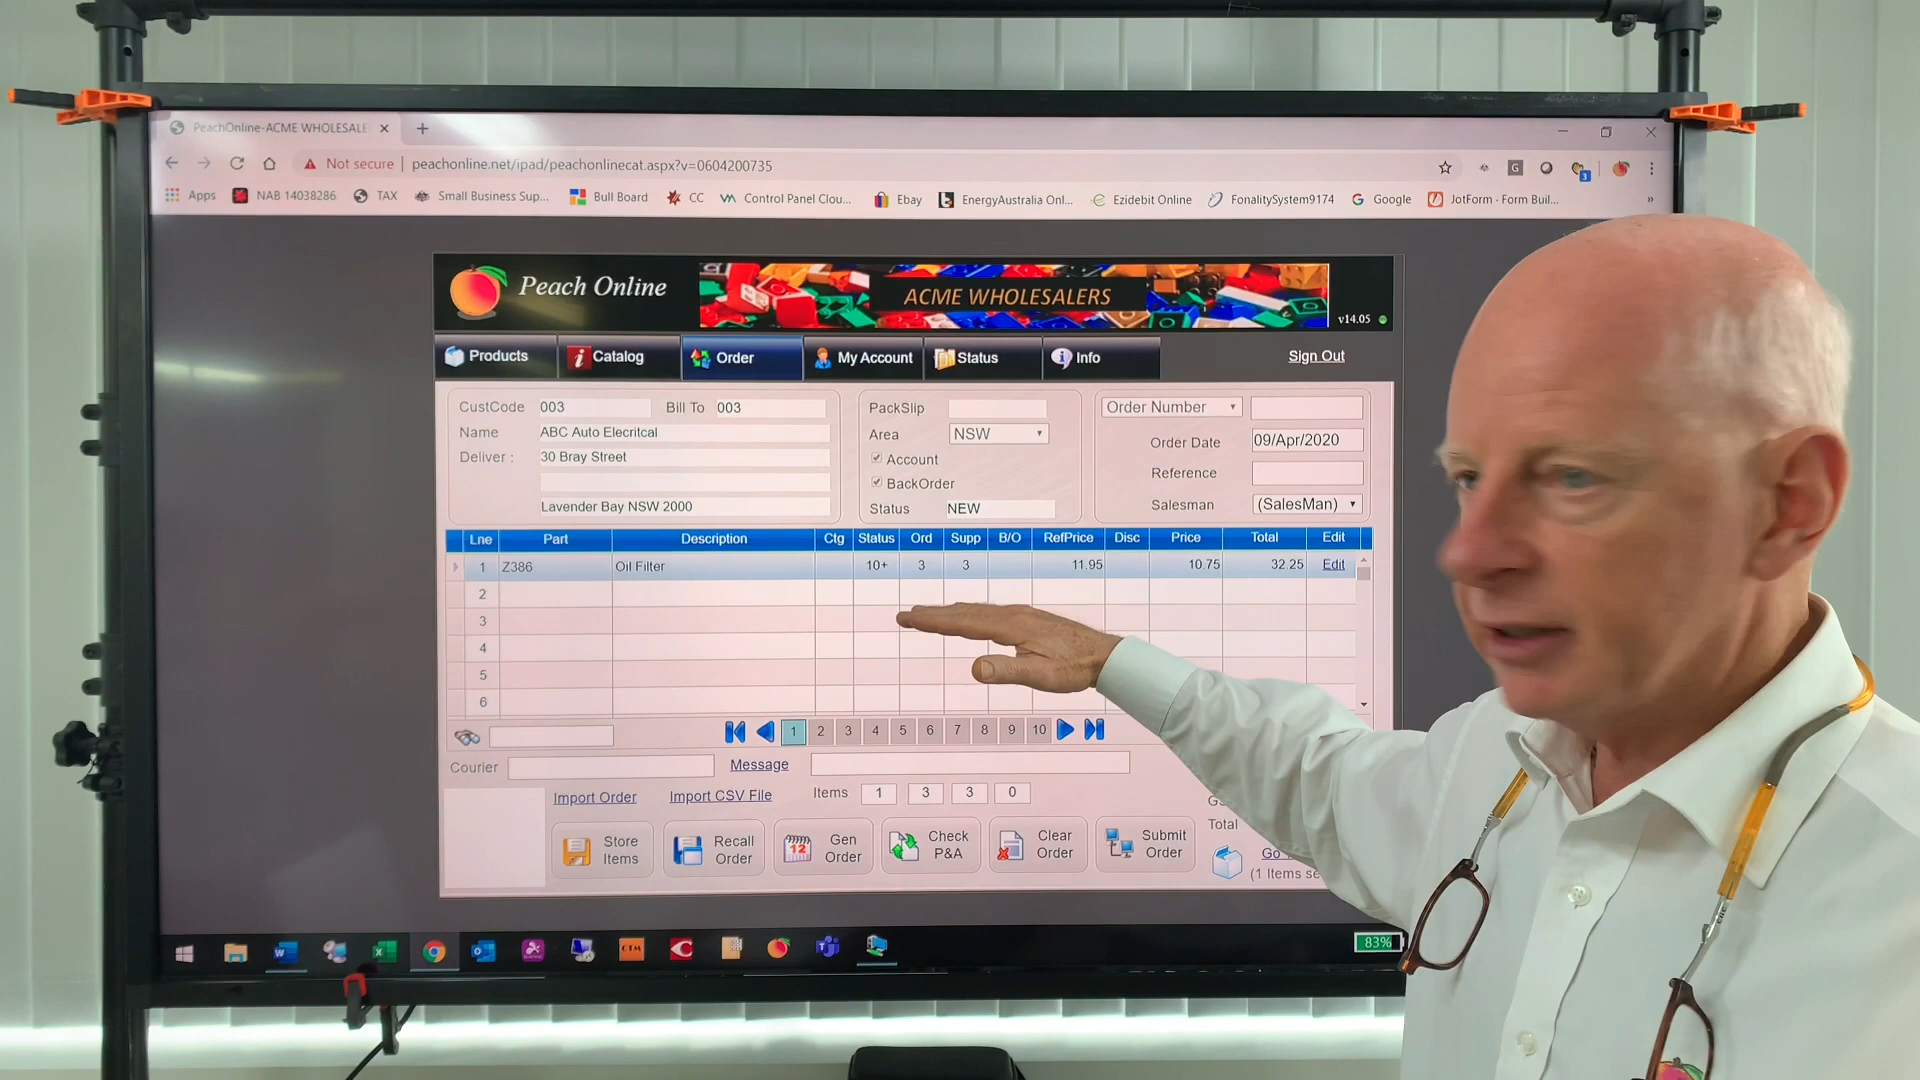 PeachOnline-ACME WHOLESALE
Not secure | peachonline.net/ipad/peachonlinecat.aspx?v=0604200735
G
3
Apps NAB 14038286 TAX Small Business Sup... Bull Board CC Control Panel Clou... Ebay EnergyAustralia Onl... Ezidebit Online FonalitySystem9174 Google JotForm - Form Buil... »
Peach Online
ACME WHOLESALERS
v14.05
Products Catalog Order My Account Status Info Sign Out
CustCode 003 Bill To 003
Name ABC Auto Elecritcal
Deliver : 30 Bray Street
Lavender Bay NSW 2000
PackSlip
Area NSW
Account
BackOrder
Status NEW
Order Number
Order Date 09/Apr/2020
Reference
Salesman (SalesMan)
Lne Part Description Ctg Status Ord Supp B/O RefPrice Disc Price Total Edit
1 Z386 Oil Filter 10+ 3 3 11.95 10.75 32.25 Edit
2
3
4
5
6
1 2 3 4 5 6 7 8 9 10
Courier Message
Import Order Import CSV File Items 1 3 3 0
Total
Store Items
Recall Order
12
Gen Order
Check P&A
Clear Order
Submit Order
Go
(1 Items se
CTM
83%